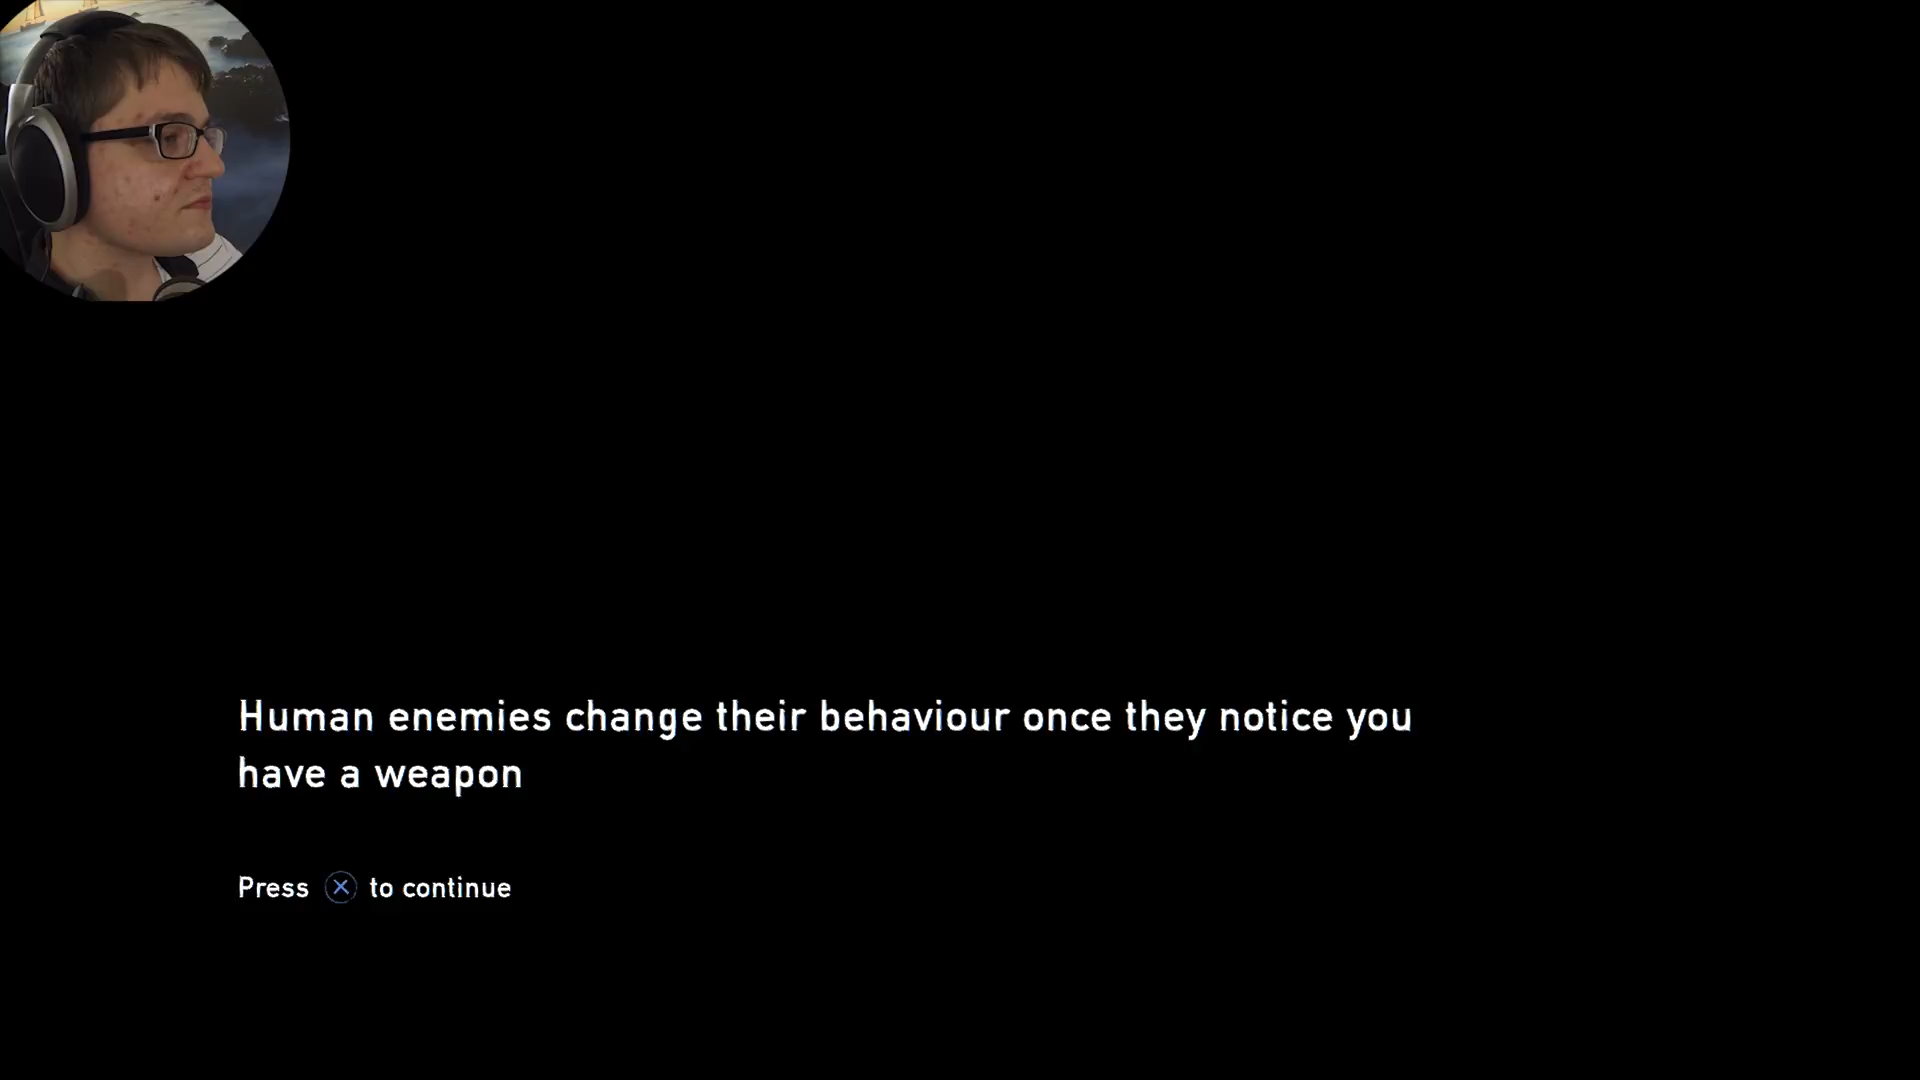 Human enemies change their behaviour once they notice you
have a weapon
Press Ⓧ to continue